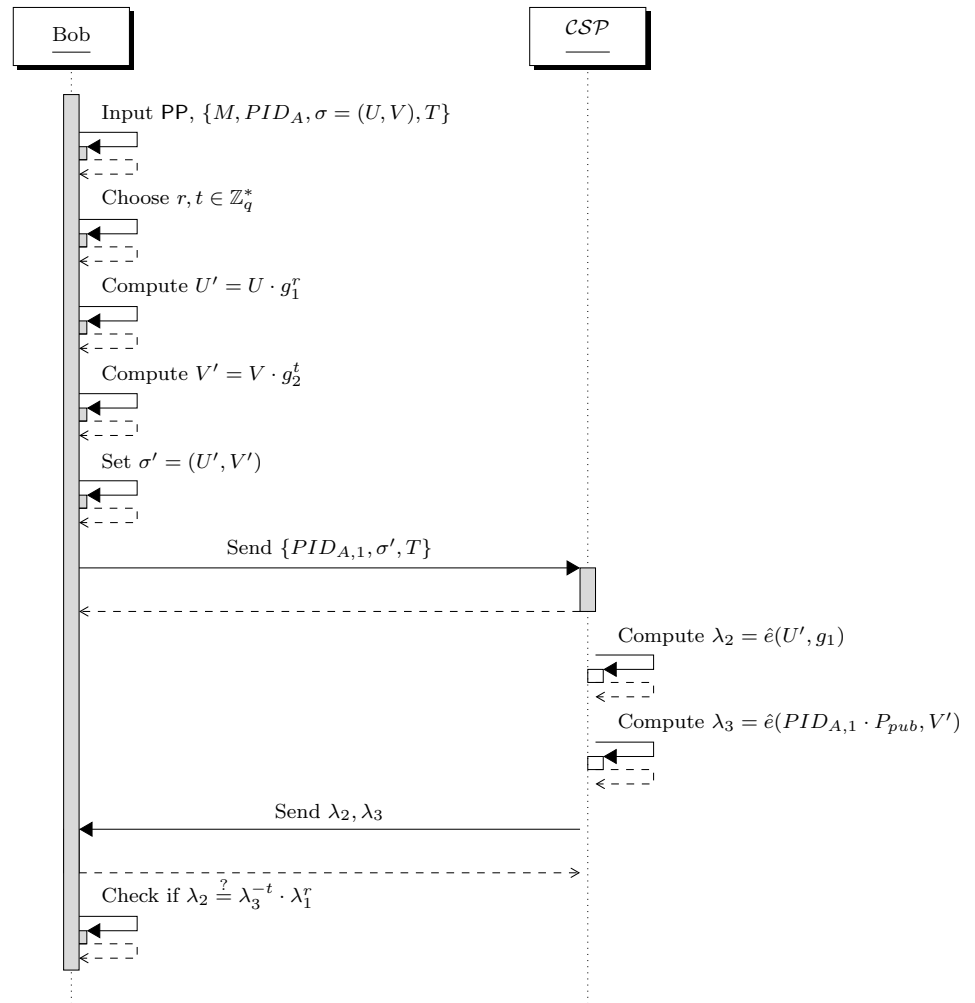 Bob
CSP
Input PP, {M, PID_A, σ = (U, V), T}
Choose r, t ∈ ℤ_q^*
Compute U′ = U · g_1^r
Compute V′ = V · g_2^t
Set σ′ = (U′, V′)
Send {PID_{A,1}, σ′, T}
Compute λ_2 = ê(U′, g_1)
Compute λ_3 = ê(PID_{A,1} · P_{pub}, V′)
Send λ_2, λ_3
Check if λ_2 ≟ λ_3^{−t} · λ_1^r